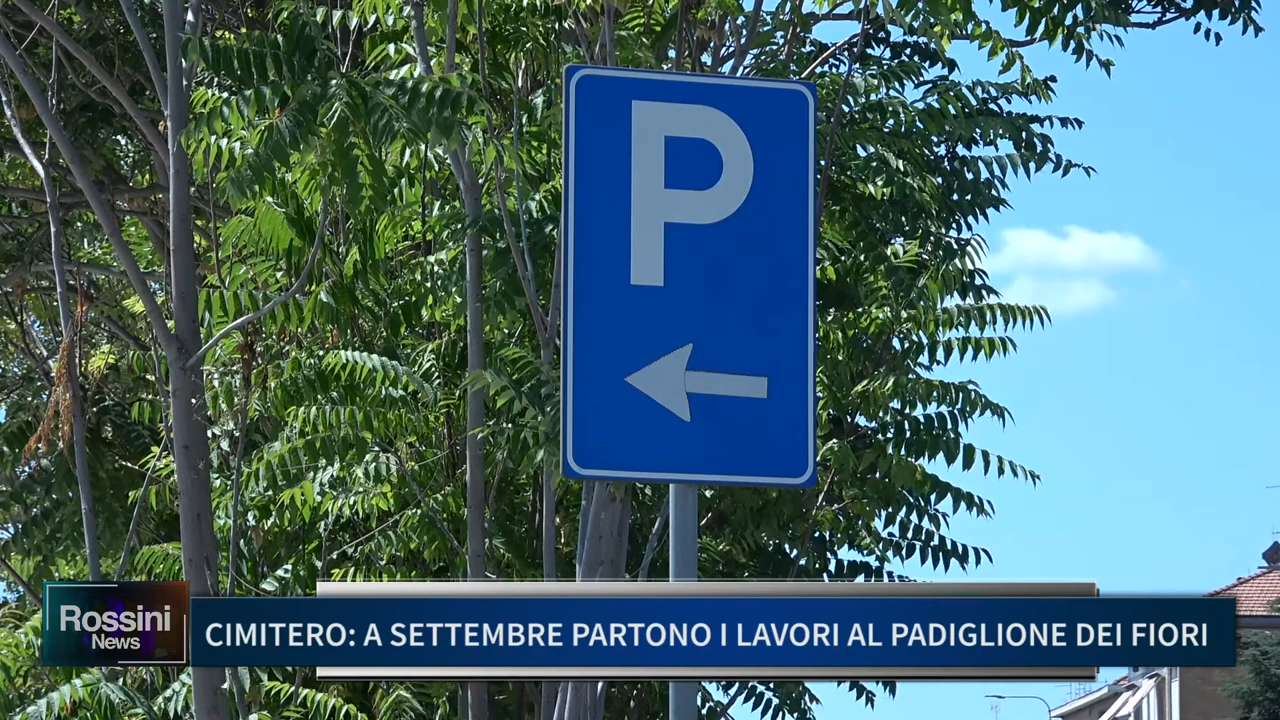 P
Rossini
News
CIMITERO: A SETTEMBRE PARTONO I LAVORI AL PADIGLIONE DEI FIORI